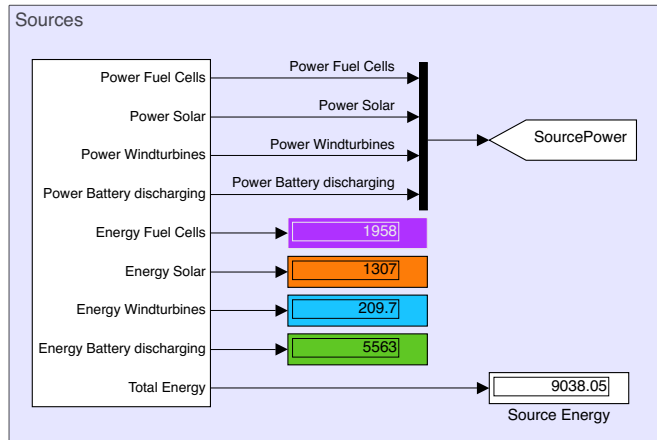 Sources
Power Fuel Cells
Power Fuel Cells
Power Solar
Power Solar
SourcePower
Power Windturbines
Power Windturbines
Power Battery discharging
Power Battery discharging
Energy Fuel Cells
1958
Energy Solar
1307
Energy Windturbines
209.7
Energy Battery discharging
5563
Total Energy
9038.05
Source Energy